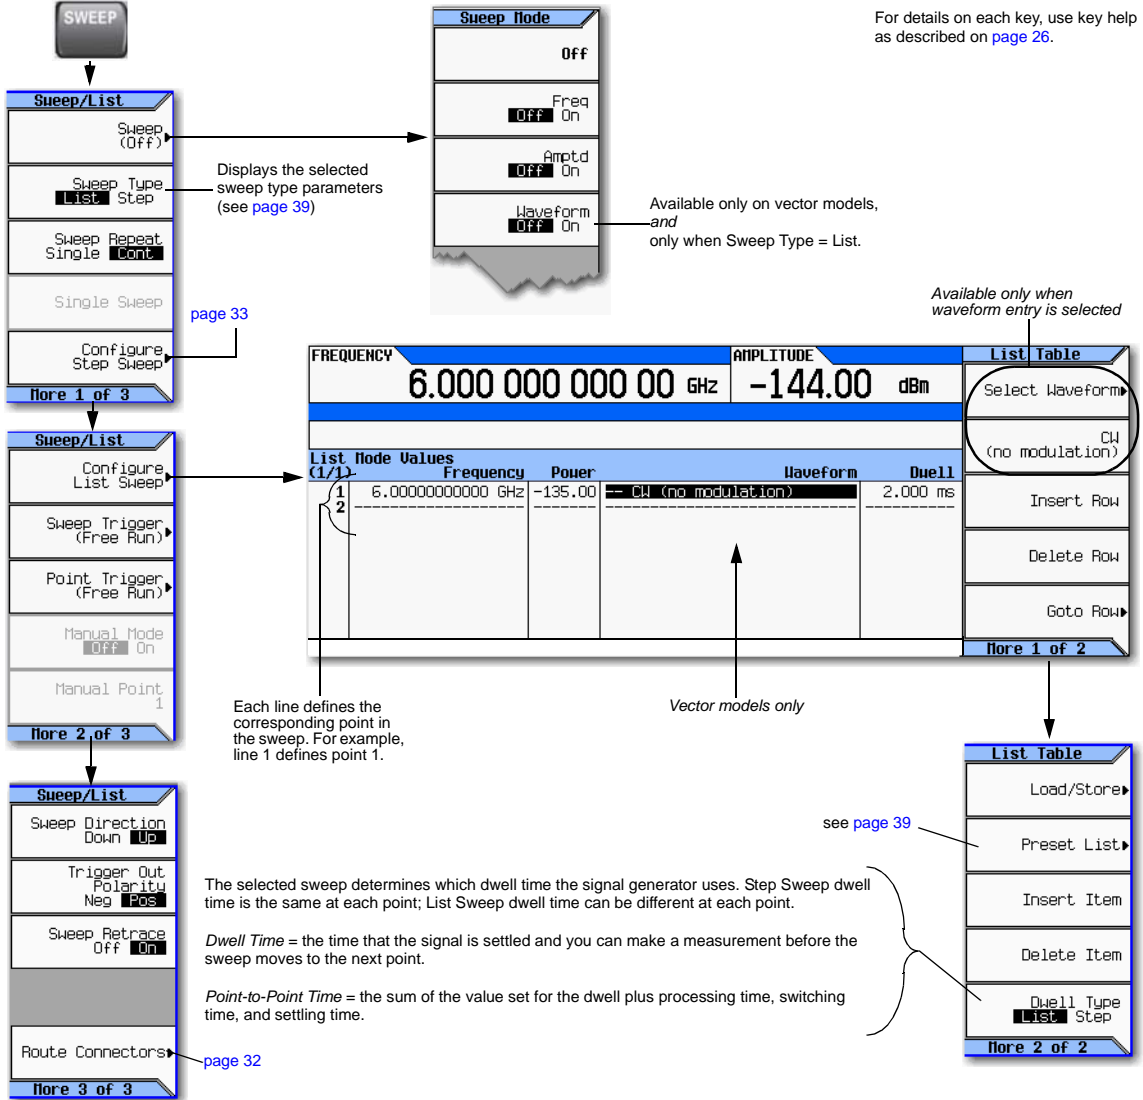 SWEEP
For details on each key, use key help
as described on page 26.
Sweep/List
Sweep
(Off)
Sweep Type
List Step
Sweep Repeat
Single Cont
Single Sweep
Configure
Step Sweep
More 1 of 3
Sweep Mode
Off
Freq
Off On
Amptd
Off On
Waveform
Off On
Displays the selected
sweep type parameters
(see page 39)
Available only on vector models,
and
only when Sweep Type = List.
page 33
Available only when
waveform entry is selected
Sweep/List
Configure
List Sweep
Sweep Trigger
(Free Run)
Point Trigger
(Free Run)
Manual Mode
Off On
Manual Point
1
More 2 of 3
FREQUENCY
6.000 000 000 00 GHz
AMPLITUDE
-144.00 dBm
List Mode Values
(1/1) Frequency Power Waveform Dwell
1 6.00000000000 GHz -135.00 -- CW (no modulation) 2.000 ms
2 ------------------ ------- --------------------------- ----------
List Table
Select Waveform
CW
(no modulation)
Insert Row
Delete Row
Goto Row
More 1 of 2
Each line defines the
corresponding point in
the sweep. For example,
line 1 defines point 1.
Vector models only
Sweep/List
Sweep Direction
Down Up
Trigger Out
Polarity
Neg Pos
Sweep Retrace
Off On
Route Connectors
More 3 of 3
page 32
The selected sweep determines which dwell time the signal generator uses. Step Sweep dwell
time is the same at each point; List Sweep dwell time can be different at each point.
Dwell Time = the time that the signal is settled and you can make a measurement before the
sweep moves to the next point.
Point-to-Point Time = the sum of the value set for the dwell plus processing time, switching
time, and settling time.
see page 39
List Table
Load/Store
Preset List
Insert Item
Delete Item
Dwell Type
List Step
More 2 of 2